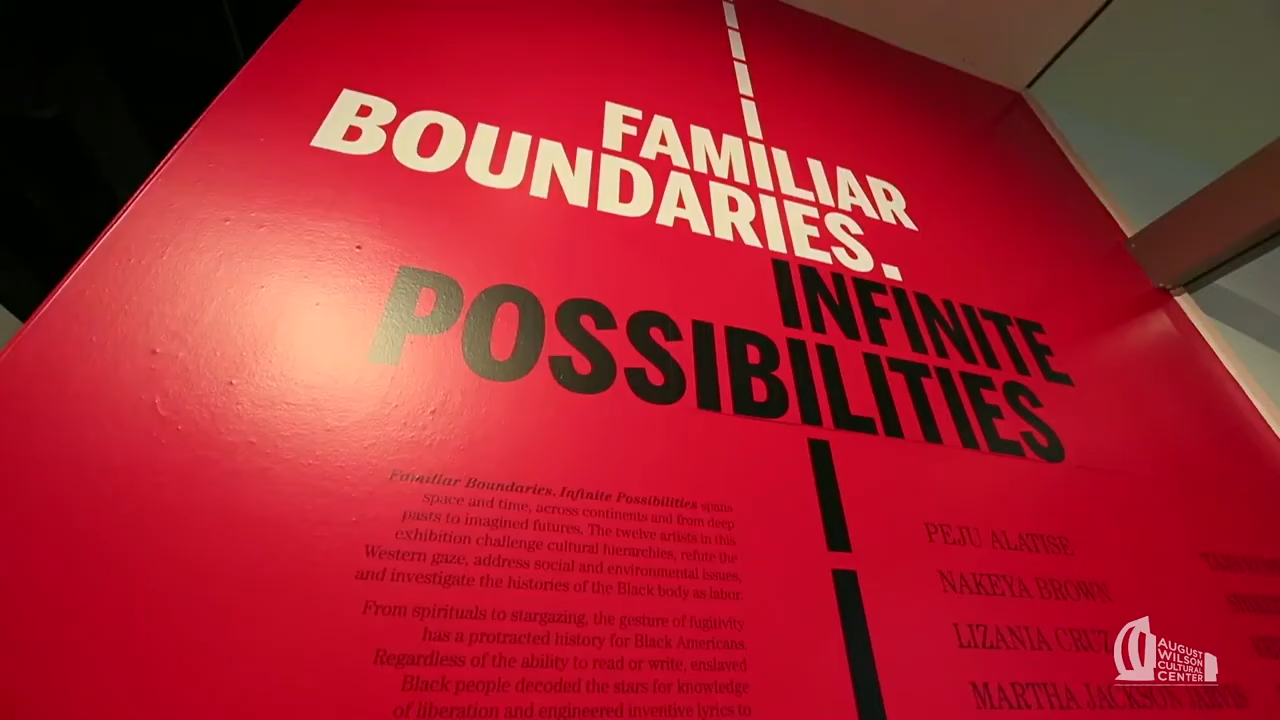 FAMILIAR
BOUNDARIES.
INFINITE
POSSIBILITIES
Familiar Boundaries. Infinite Possibilities spans
space and time, across continents and from deep
pasts to imagined futures. The twelve artists in this
exhibition challenge cultural hierarchies, refute the
Western gaze, address social and environmental issues,
and investigate the histories of the Black body as labor.
From spirituals to stargazing, the gesture of fugitivity
has a protracted history for Black Americans.
Regardless of the ability to read or write, enslaved
Black people decoded the stars for knowledge
of liberation and engineered inventive lyrics to
PEJU ALATISE
NAKEYA BROWN
LIZANIA CRUZ
MARTHA JACKSON JARVIS
AUGUST
WILSON
CULTURAL
CENTER